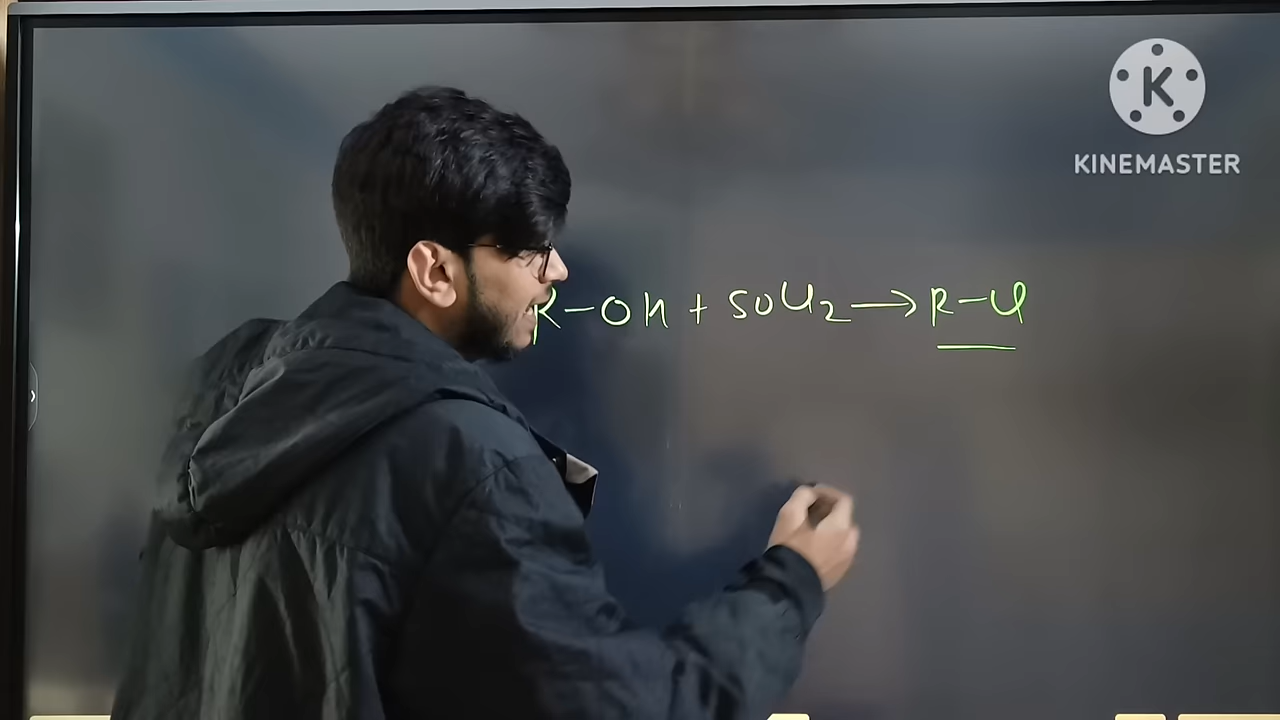 KINEMASTER
R-OH + SOCl2 → R-Cl